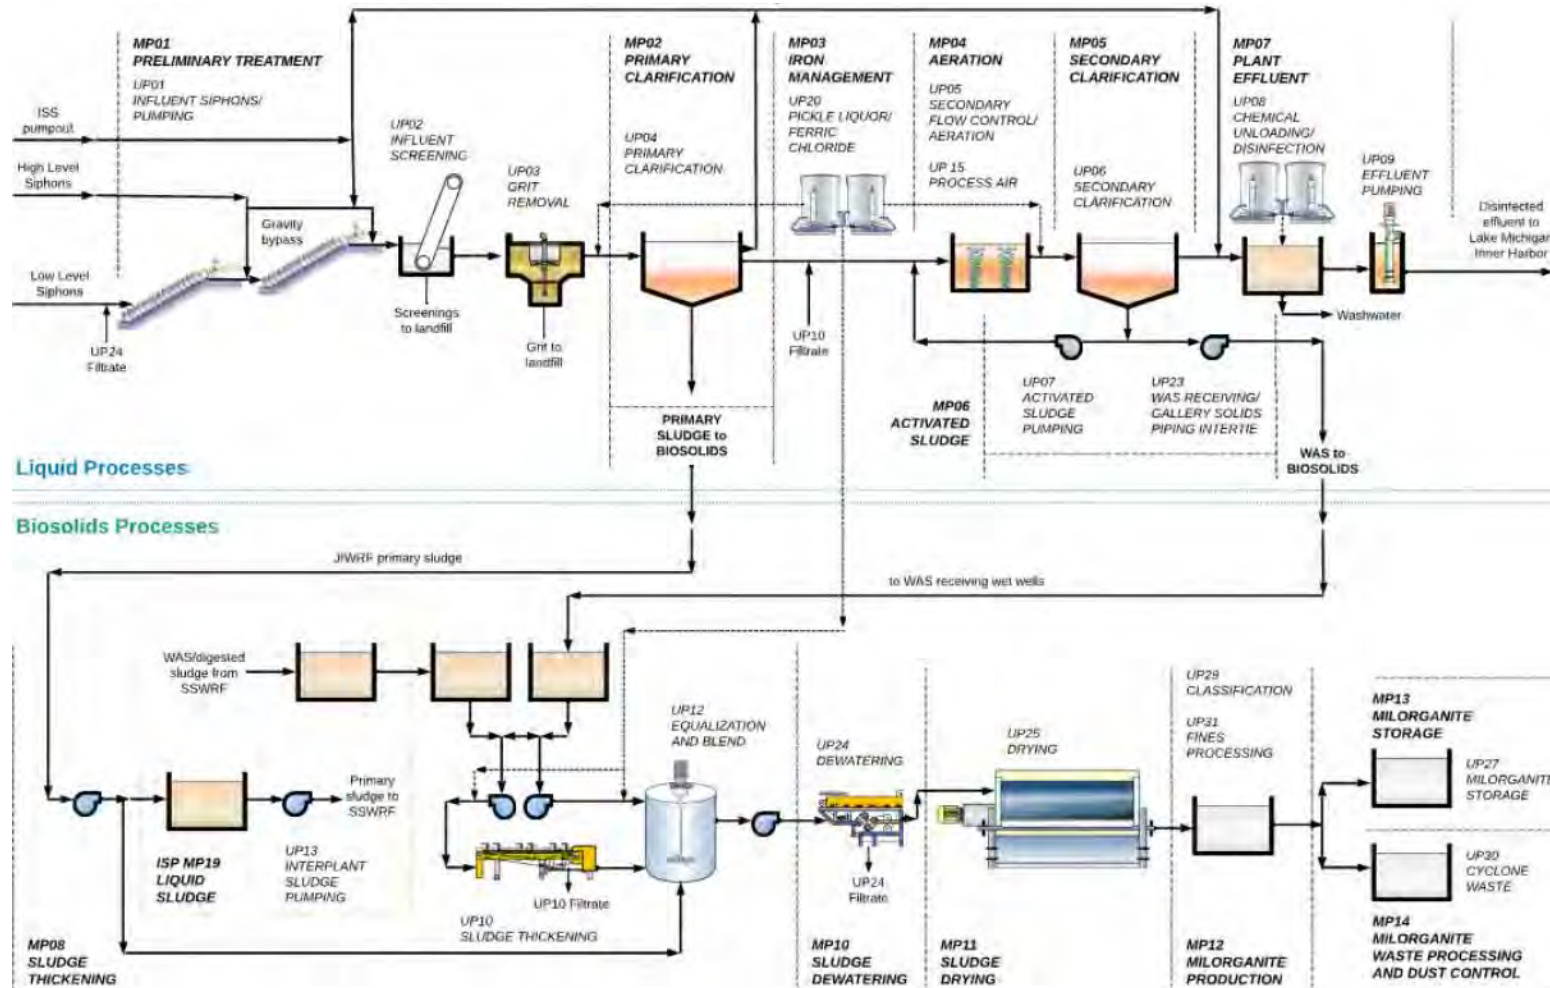 MP01
PRELIMINARY TREATMENT
UP01
INFLUENT SIPHONS/
PUMPING
ISS
pumpout
High Level
Siphons
Low Level
Siphons
UP24
Filtrate
Gravity
bypass
UP02
INFLUENT
SCREENING
Screenings
to landfill
UP03
GRIT
REMOVAL
Grit to
landfill
MP02
PRIMARY
CLARIFICATION
UP04
PRIMARY
CLARIFICATION
PRIMARY
SLUDGE to
BIOSOLIDS
MP03
IRON
MANAGEMENT
UP20
PICKLE LIQUOR/
FERRIC
CHLORIDE
UP10
Filtrate
MP04
AERATION
UP05
SECONDARY
FLOW CONTROL/
AERATION
UP 15
PROCESS AIR
MP05
SECONDARY
CLARIFICATION
UP06
SECONDARY
CLARIFICATION
MP06
ACTIVATED
SLUDGE
UP07
ACTIVATED
SLUDGE
PUMPING
UP23
WAS RECEIVING/
GALLERY SOLIDS
PIPING INTERTIE
WAS to
BIOSOLIDS
MP07
PLANT
EFFLUENT
UP08
CHEMICAL
UNLOADING/
DISINFECTION
UP09
EFFLUENT
PUMPING
Washwater
Disinfected
effluent to
Lake Michigan
Inner Harbor
Liquid Processes
Biosolids Processes
JIWRF primary sludge
to WAS receiving wet wells
WAS/digested
sludge from
SSWRF
Primary
sludge to
SSWRF
ISP MP19
LIQUID
SLUDGE
UP13
INTERPLANT
SLUDGE
PUMPING
MP08
SLUDGE
THICKENING
UP10 Filtrate
UP10
SLUDGE THICKENING
UP12
EQUALIZATION
AND BLEND
UP24
DEWATERING
UP24
Filtrate
MP10
SLUDGE
DEWATERING
UP25
DRYING
MP11
SLUDGE
DRYING
UP29
CLASSIFICATION
UP31
FINES
PROCESSING
MP12
MILORGANITE
PRODUCTION
MP13
MILORGANITE
STORAGE
UP27
MILORGANITE
STORAGE
UP30
CYCLONE
WASTE
MP14
MILORGANITE
WASTE PROCESSING
AND DUST CONTROL